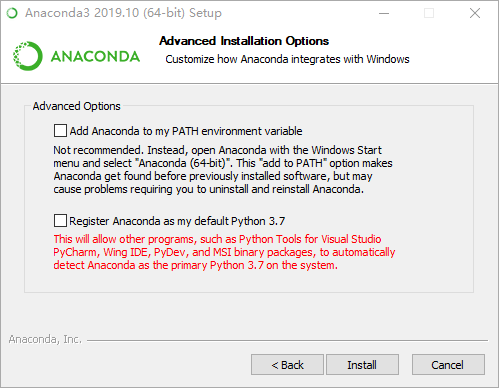 Anaconda3 2019.10 (64-bit) Setup
ANACONDA
Advanced Installation Options
Customize how Anaconda integrates with Windows
Advanced Options
Add Anaconda to my PATH environment variable
Not recommended. Instead, open Anaconda with the Windows Start
menu and select "Anaconda (64-bit)". This "add to PATH" option makes
Anaconda get found before previously installed software, but may
cause problems requiring you to uninstall and reinstall Anaconda.
Register Anaconda as my default Python 3.7
This will allow other programs, such as Python Tools for Visual Studio
PyCharm, Wing IDE, PyDev, and MSI binary packages, to automatically
detect Anaconda as the primary Python 3.7 on the system.
Anaconda, Inc.
< Back
Install
Cancel